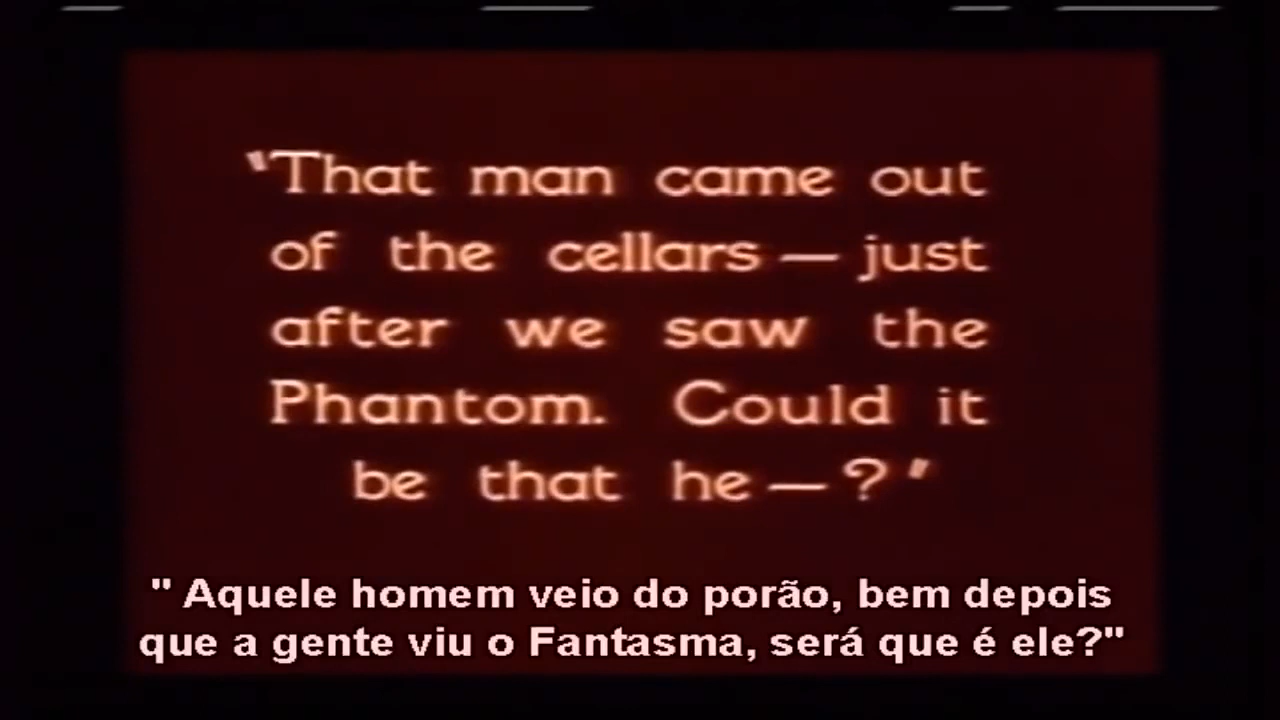 "That man came out
of the cellars — just
after we saw the
Phantom. Could it
be that he — ?"
" Aquele homem veio do porão, bem depois
que a gente viu o Fantasma, será que é ele?"